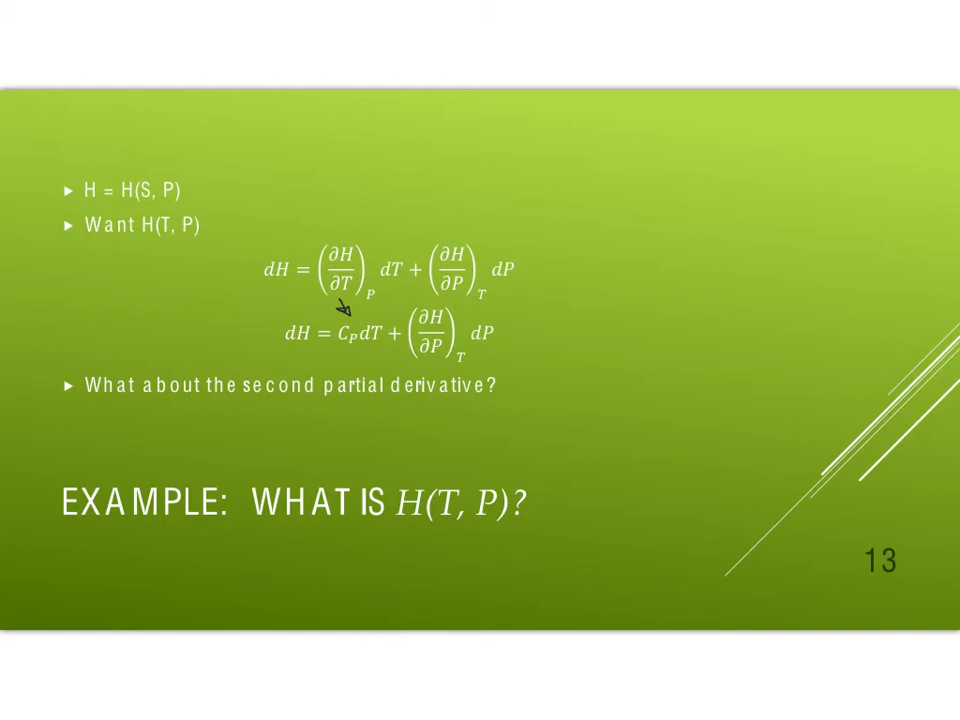 H = H(S, P)
Want H(T, P)
dH = (∂H/∂T)_P dT + (∂H/∂P)_T dP
dH = C_P dT + (∂H/∂P)_T dP
What about the second partial derivative?
EXAMPLE: WHAT IS H(T, P)?
13